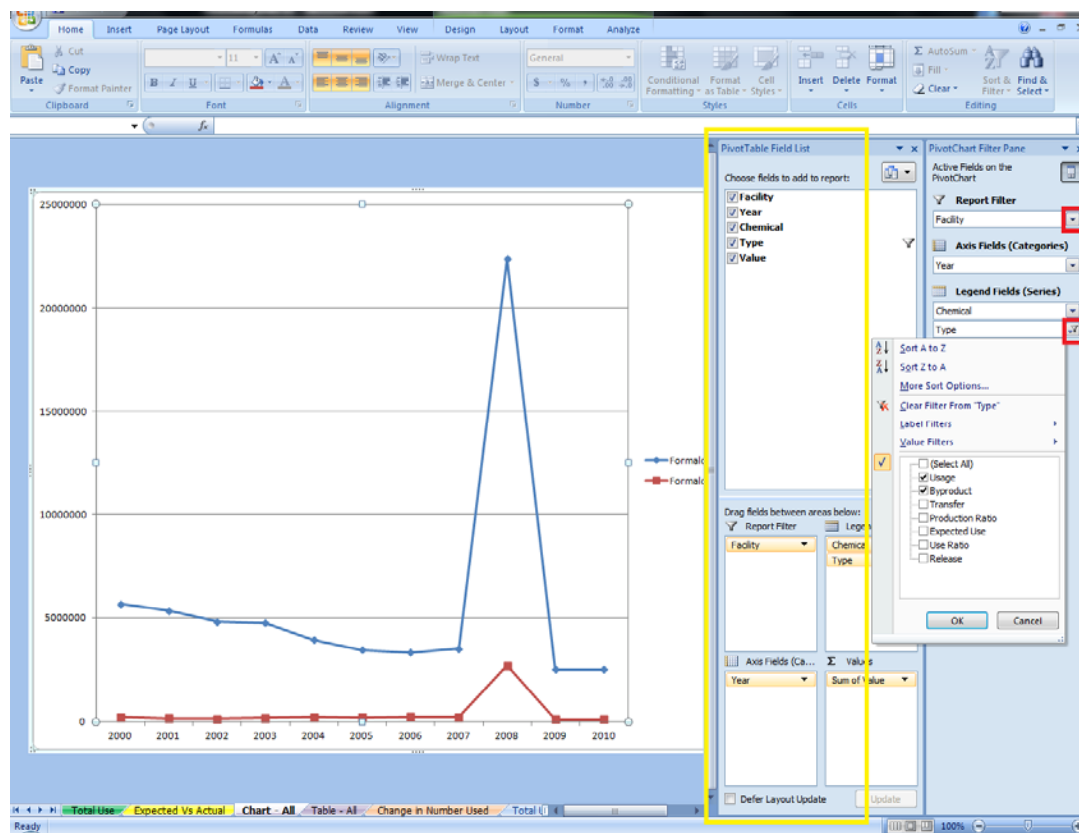 Home Insert Page Layout Formulas Data Review View Design Layout Format Analyze
Paste
Cut
Copy
Format Painter
Clipboard
11 A A
B I U A
Font
Wrap Text
Merge & Center
Alignment
General
$ % ,
Number
Conditional Formatting
Format as Table
Cell Styles
Styles
Insert Delete Format
Cells
Σ AutoSum
Fill
Clear
Sort & Filter
Find & Select
Editing
fx
25000000
20000000
15000000
10000000
5000000
0
2000 2001 2002 2003 2004 2005 2006 2007 2008 2009 2010
Formald
Formald
PivotTable Field List
Choose fields to add to report:
Facility
Year
Chemical
Type
Value
Drag fields between areas below:
Report Filter
Legen
Facility
Chemica
Type
Axis Fields (Ca...
Σ Values
Year
Sum of Value
Defer Layout Update
Update
PivotChart Filter Pane
Active Fields on the
PivotChart
Report Filter
Facility
Axis Fields (Categories)
Year
Legend Fields (Series)
Chemical
Type
Sort A to Z
Sort Z to A
More Sort Options...
Clear Filter From "Type"
Label Filters
Value Filters
(Select All)
Usage
Byproduct
Transfer
Production Ratio
Expected Use
Use Ratio
Release
OK Cancel
Total Use Expected Vs Actual Chart - All Table - All Change in Number Used Total U
Ready
100%